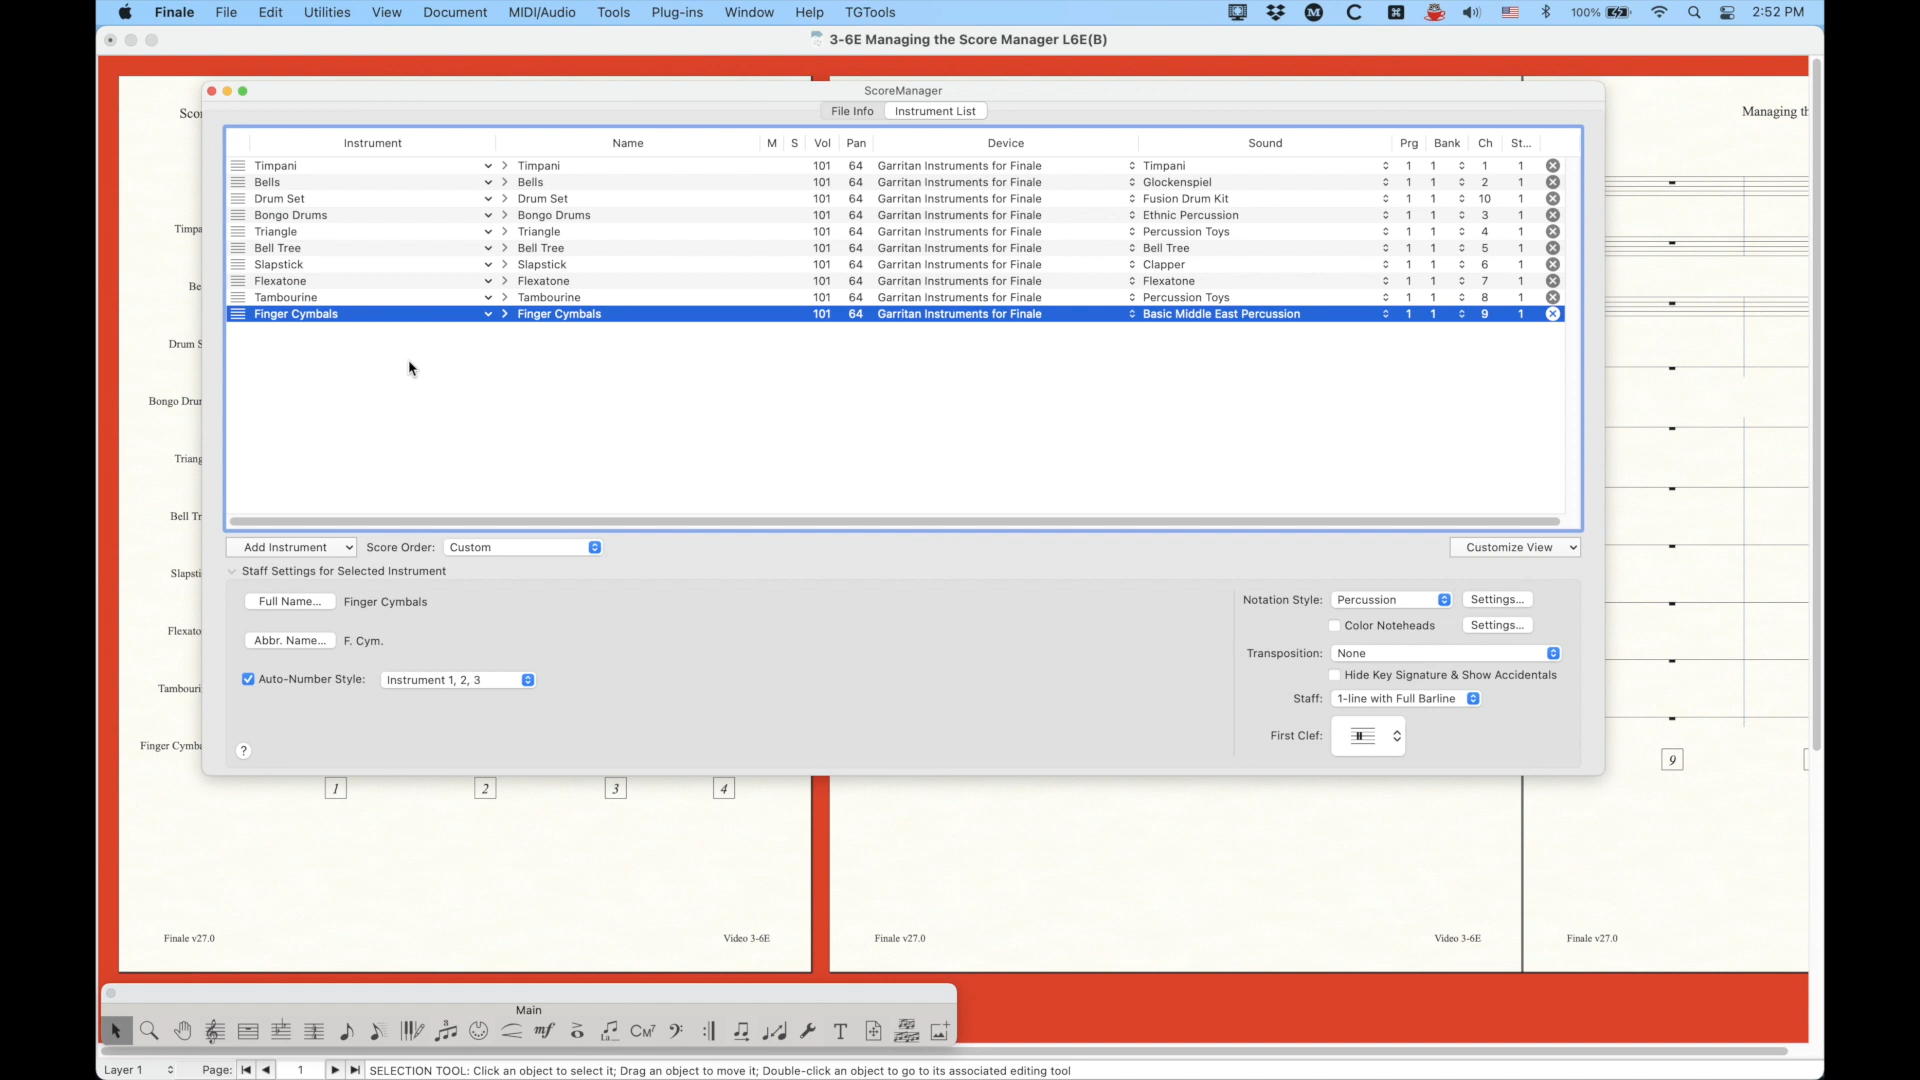 Finale File Edit Utilities View Document MIDI/Audio Tools Plug-ins Window Help TGTools 100% 2:52 PM
3-6E Managing the Score Manager L6E(B)
ScoreManager
File Info Instrument List
Instrument Name M S Vol Pan Device Sound Prg Bank Ch St...
Timpani Timpani 101 64 Garritan Instruments for Finale Timpani 1 1 1 1
Bells Bells 101 64 Garritan Instruments for Finale Glockenspiel 1 1 2 1
Drum Set Drum Set 101 64 Garritan Instruments for Finale Fusion Drum Kit 1 1 10 1
Bongo Drums Bongo Drums 101 64 Garritan Instruments for Finale Ethnic Percussion 1 1 3 1
Triangle Triangle 101 64 Garritan Instruments for Finale Percussion Toys 1 1 4 1
Bell Tree Bell Tree 101 64 Garritan Instruments for Finale Bell Tree 1 1 5 1
Slapstick Slapstick 101 64 Garritan Instruments for Finale Clapper 1 1 6 1
Flexatone Flexatone 101 64 Garritan Instruments for Finale Flexatone 1 1 7 1
Tambourine Tambourine 101 64 Garritan Instruments for Finale Percussion Toys 1 1 8 1
Finger Cymbals Finger Cymbals 101 64 Garritan Instruments for Finale Basic Middle East Percussion 1 1 9 1
Add Instrument Score Order: Custom Customize View
Staff Settings for Selected Instrument
Full Name... Finger Cymbals
Abbr. Name... F. Cym.
Auto-Number Style: Instrument 1, 2, 3
Notation Style: Percussion Settings...
Color Noteheads Settings...
Transposition: None
Hide Key Signature & Show Accidentals
Staff: 1-line with Full Barline
First Clef:
?
Scor
Managing th
Timpa
Be
Drum S
Bongo Drur
Triang
Bell Tr
Slapsti
Flexato
Tambouri
Finger Cymba
1 2 3 4
9
Finale v27.0 Video 3-6E Finale v27.0 Video 3-6E Finale v27.0
Main
mf CM7 T
Layer 1 Page: 1 SELECTION TOOL: Click an object to select it; Drag an object to move it; Double-click an object to go to its associated editing tool